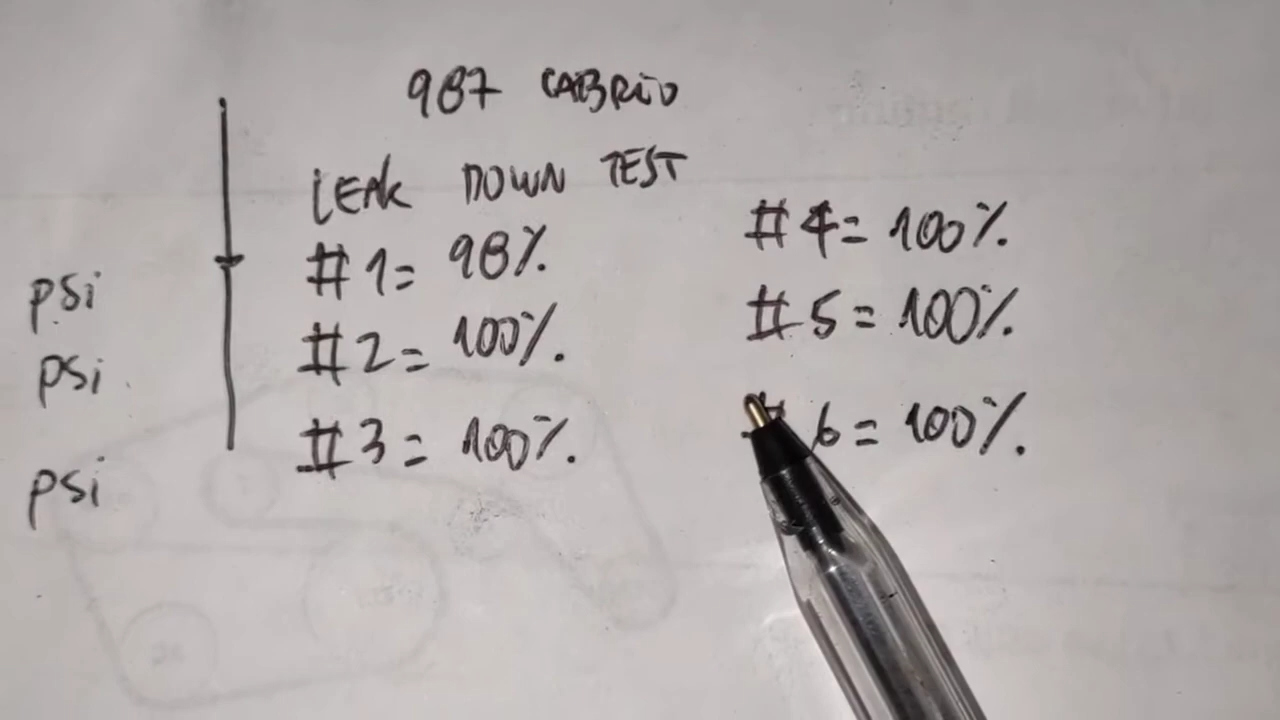 987 CABRIO
LEAK DOWN TEST
#1= 98%.
#2= 100%.
#3= 100%.
#4= 100%.
#5= 100%.
# 6= 100%.
psi
psi
psi